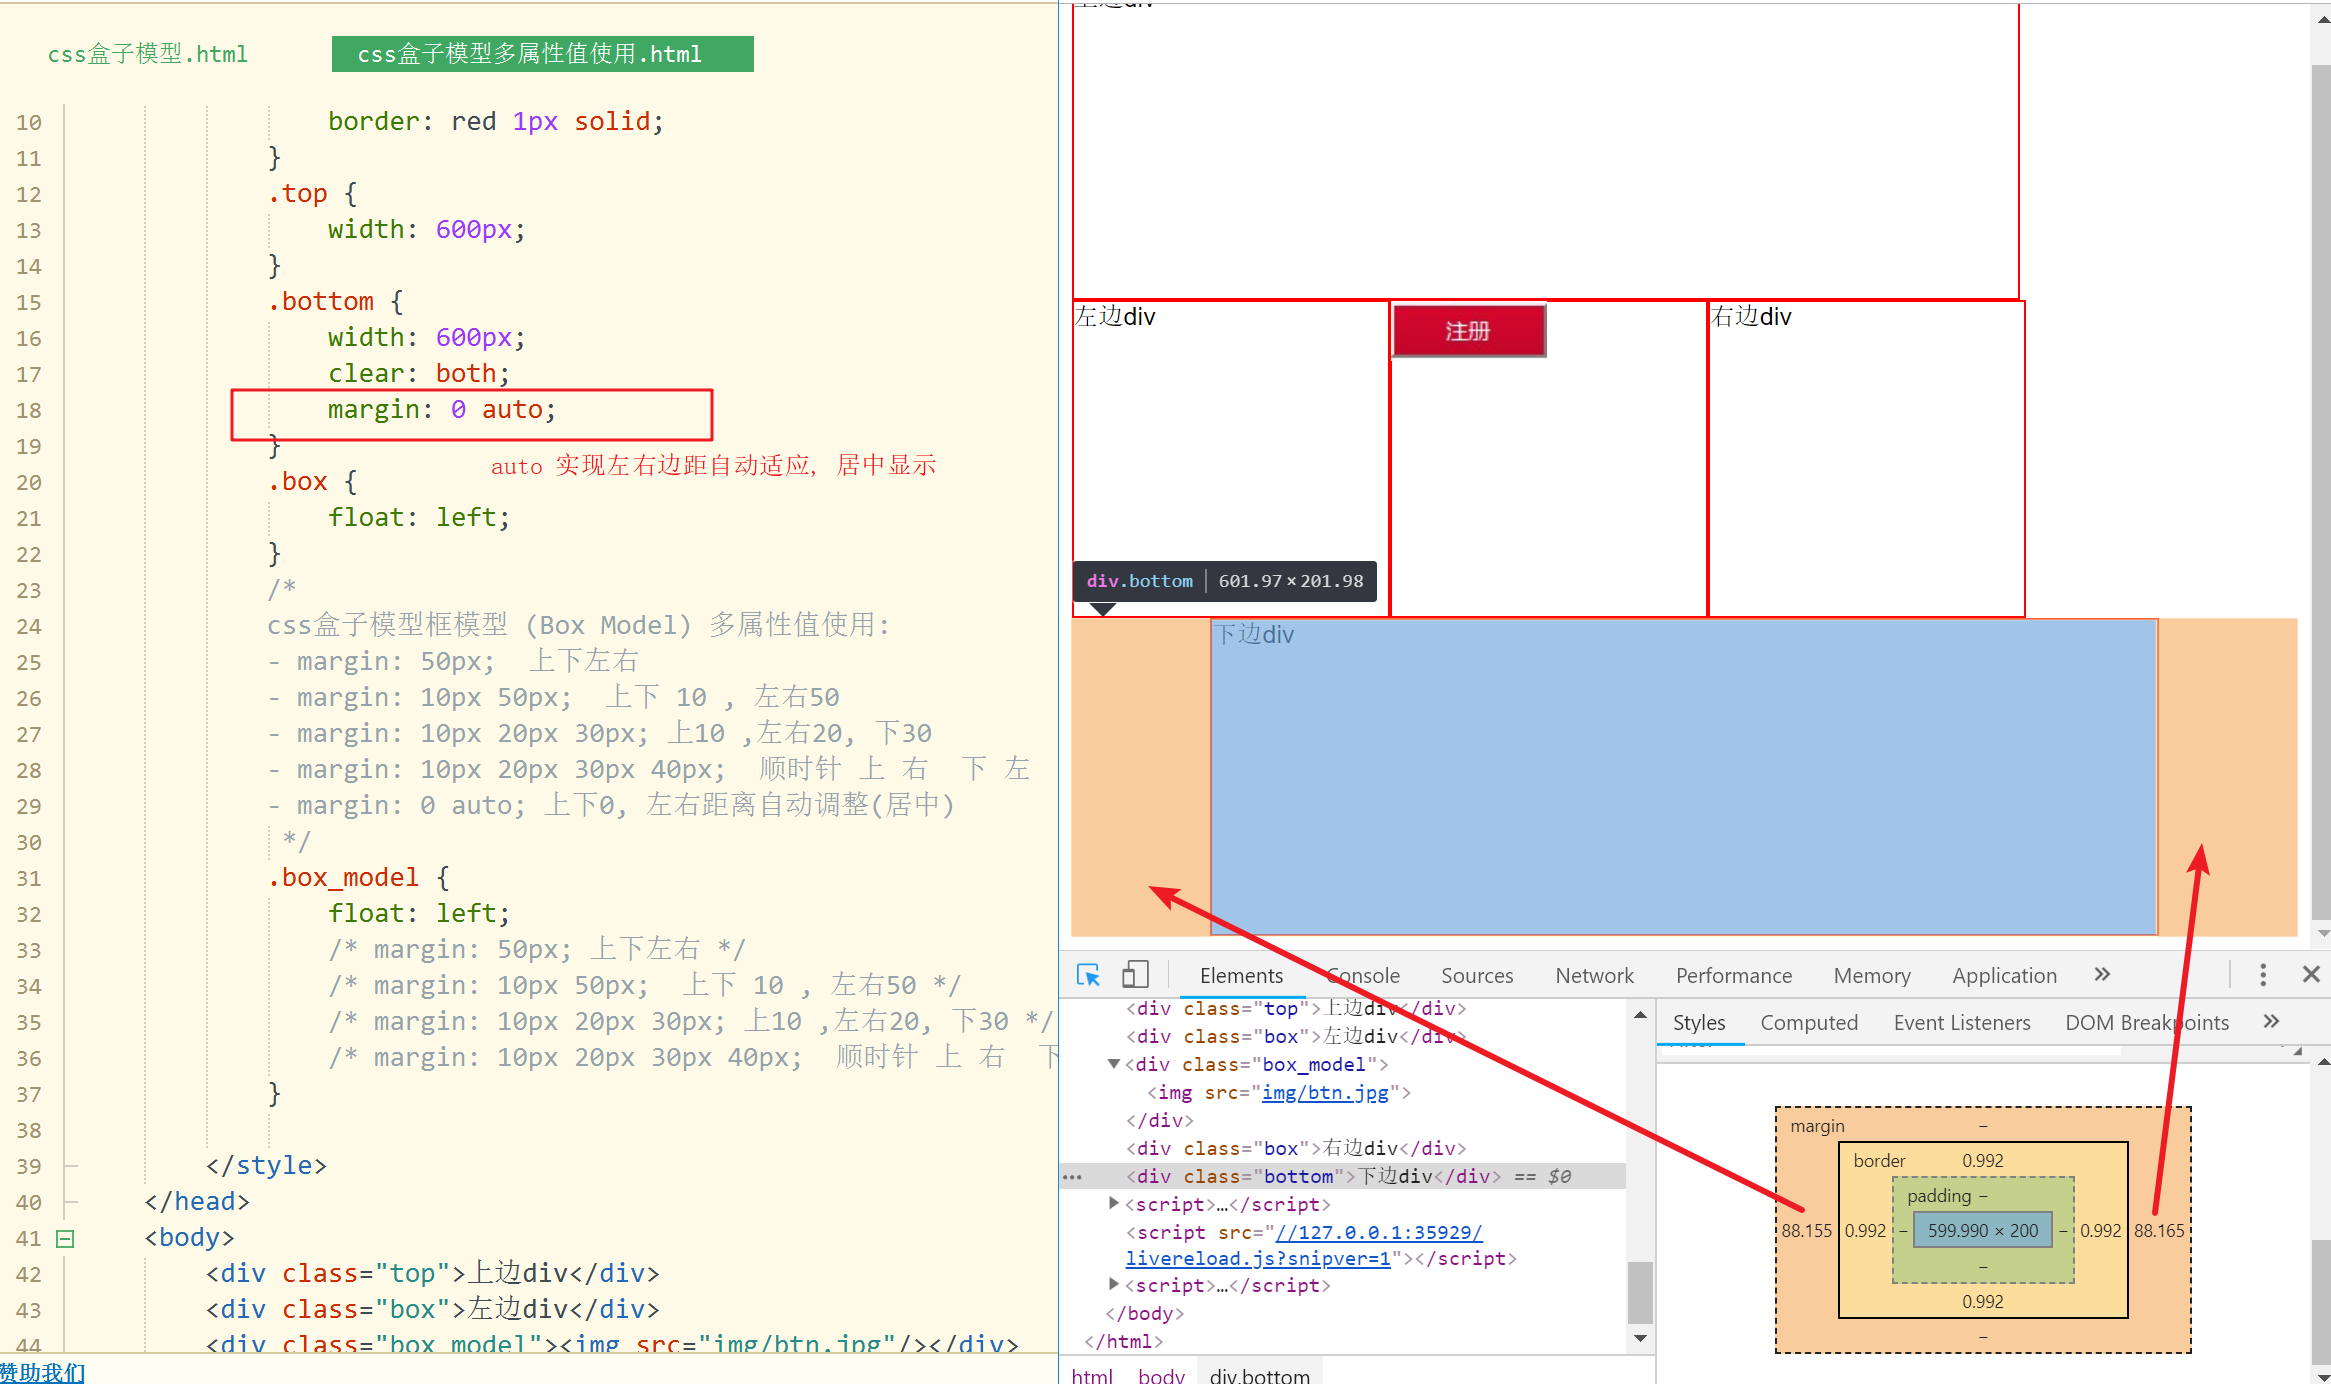 css盒子模型.html
css盒子模型多属性值使用.html
10 border: red 1px solid;
11 }
12 .top {
13 width: 600px;
14 }
15 .bottom {
16 width: 600px;
17 clear: both;
18 margin: 0 auto;
19 }
auto 实现左右边距自动适应, 居中显示
20 .box {
21 float: left;
22 }
23 /*
24 css盒子模型框模型 (Box Model) 多属性值使用:
25 - margin: 50px;  上下左右
26 - margin: 10px 50px;  上下 10 , 左右50
27 - margin: 10px 20px 30px; 上10 ,左右20, 下30
28 - margin: 10px 20px 30px 40px;  顺时针 上 右  下 左
29 - margin: 0 auto; 上下0, 左右距离自动调整(居中)
30 */
31 .box_model {
32 float: left;
33 /* margin: 50px; 上下左右 */
34 /* margin: 10px 50px;  上下 10 , 左右50 */
35 /* margin: 10px 20px 30px; 上10 ,左右20, 下30 */
36 /* margin: 10px 20px 30px 40px;  顺时针 上 右  下
37 }
38
39 </style>
40 </head>
41 <body>
42 <div class="top">上边div</div>
43 <div class="box">左边div</div>
44 <div class="box_model"><img src="img/btn.jpg"/></div>
赞助我们
上边div
左边div
注册
右边div
div.bottom 601.97×201.98
下边div
Elements Console Sources Network Performance Memory Application »
<div class="top">上边div</div>
<div class="box">左边div</div>
<div class="box_model">
<img src="img/btn.jpg">
</div>
<div class="box">右边div</div>
<div class="bottom">下边div</div> == $0
<script>…</script>
<script src="//127.0.0.1:35929/
livereload.js?snipver=1"></script>
<script>…</script>
</body>
</html>
html body div.bottom
Styles Computed Event Listeners DOM Breakpoints »
margin –
border 0.992
padding –
88.155 0.992 – 599.990 × 200 – 0.992 88.165
–
0.992
–